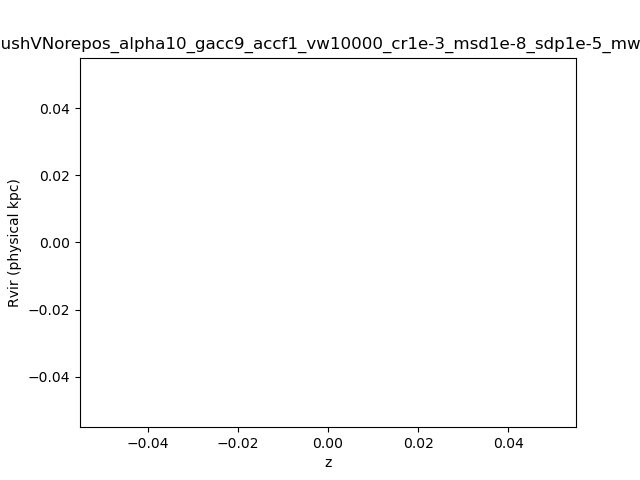 ushVNorepos_alpha10_gacc9_accf1_vw10000_cr1e-3_msd1e-8_sdp1e-5_mw
Rvir (physical kpc)
0.04
0.02
0.00
−0.02
−0.04
−0.04 −0.02 0.00 0.02 0.04
z